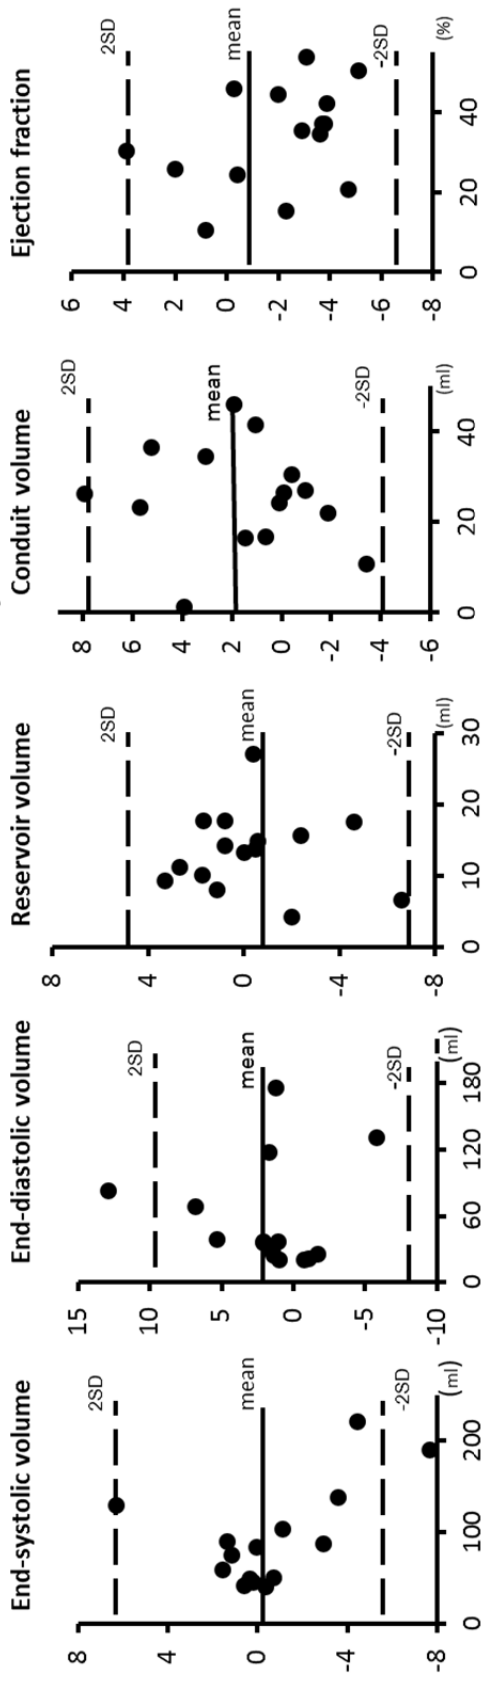 End-systolic volume
8
4
0
-4
-8
0
100
200
(ml)
2SD
mean
-2SD
End-diastolic volume
15
10
5
0
-5
-10
0
60
120
180
(ml)
2SD
mean
-2SD
Reservoir volume
8
4
0
-4
-8
0
10
20
30
(ml)
2SD
mean
-2SD
Conduit volume
8
6
4
2
0
-2
-4
-6
0
20
40
(ml)
2SD
mean
-2SD
Ejection fraction
6
4
2
0
-2
-4
-6
-8
0
20
40
(%)
2SD
mean
-2SD